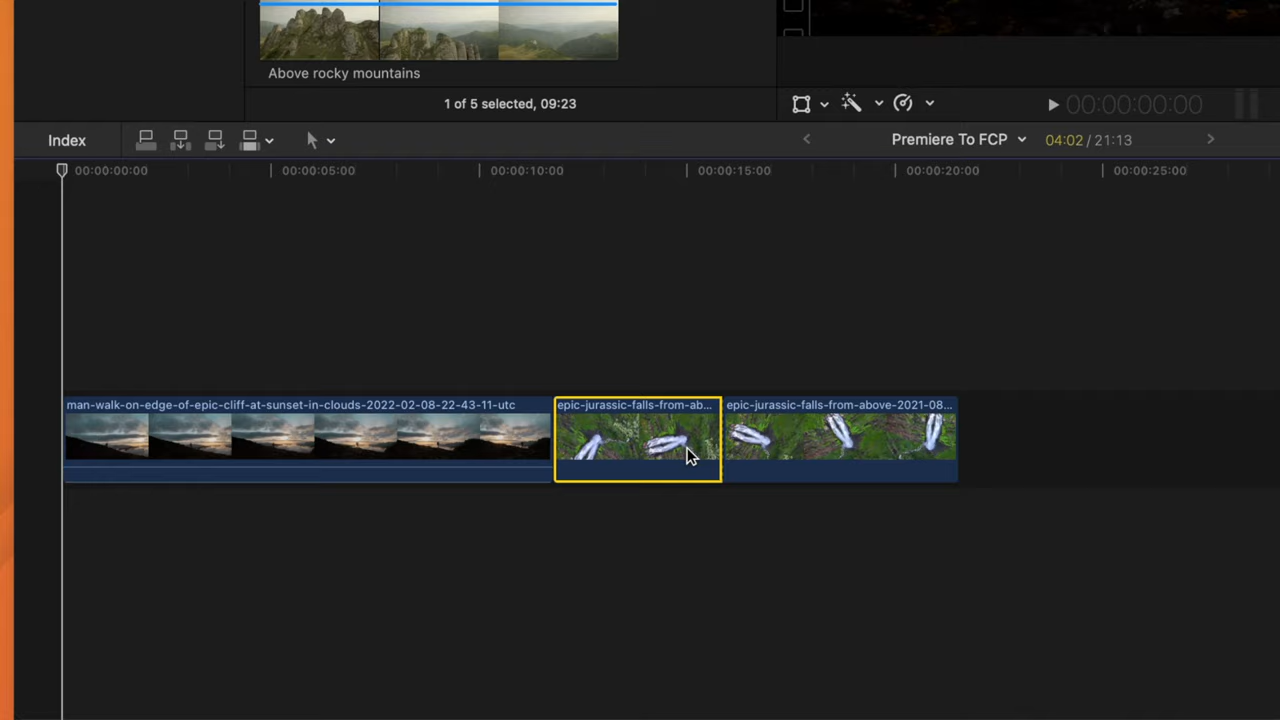 Above rocky mountains
1 of 5 selected, 09:23
00:00:00:00
Index
Premiere To FCP
04:02 / 21:13
00:00:00:00
00:00:05:00
00:00:10:00
00:00:15:00
00:00:20:00
00:00:25:00
man-walk-on-edge-of-epic-cliff-at-sunset-in-clouds-2022-02-08-22-43-11-utc
epic-jurassic-falls-from-ab...
epic-jurassic-falls-from-above-2021-08...